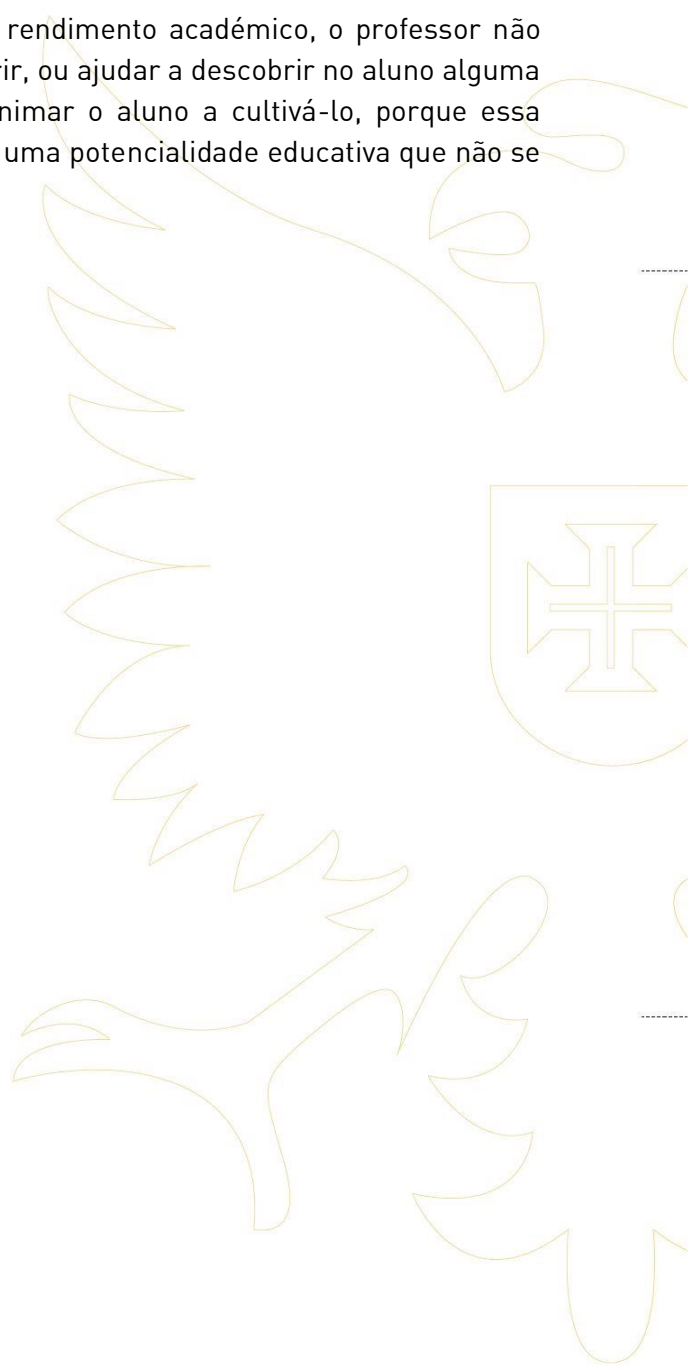 rendimento académico, o professor não
rir, ou ajudar a descobrir no aluno alguma
nimar o aluno a cultivá-lo, porque essa
uma potencialidade educativa que não se